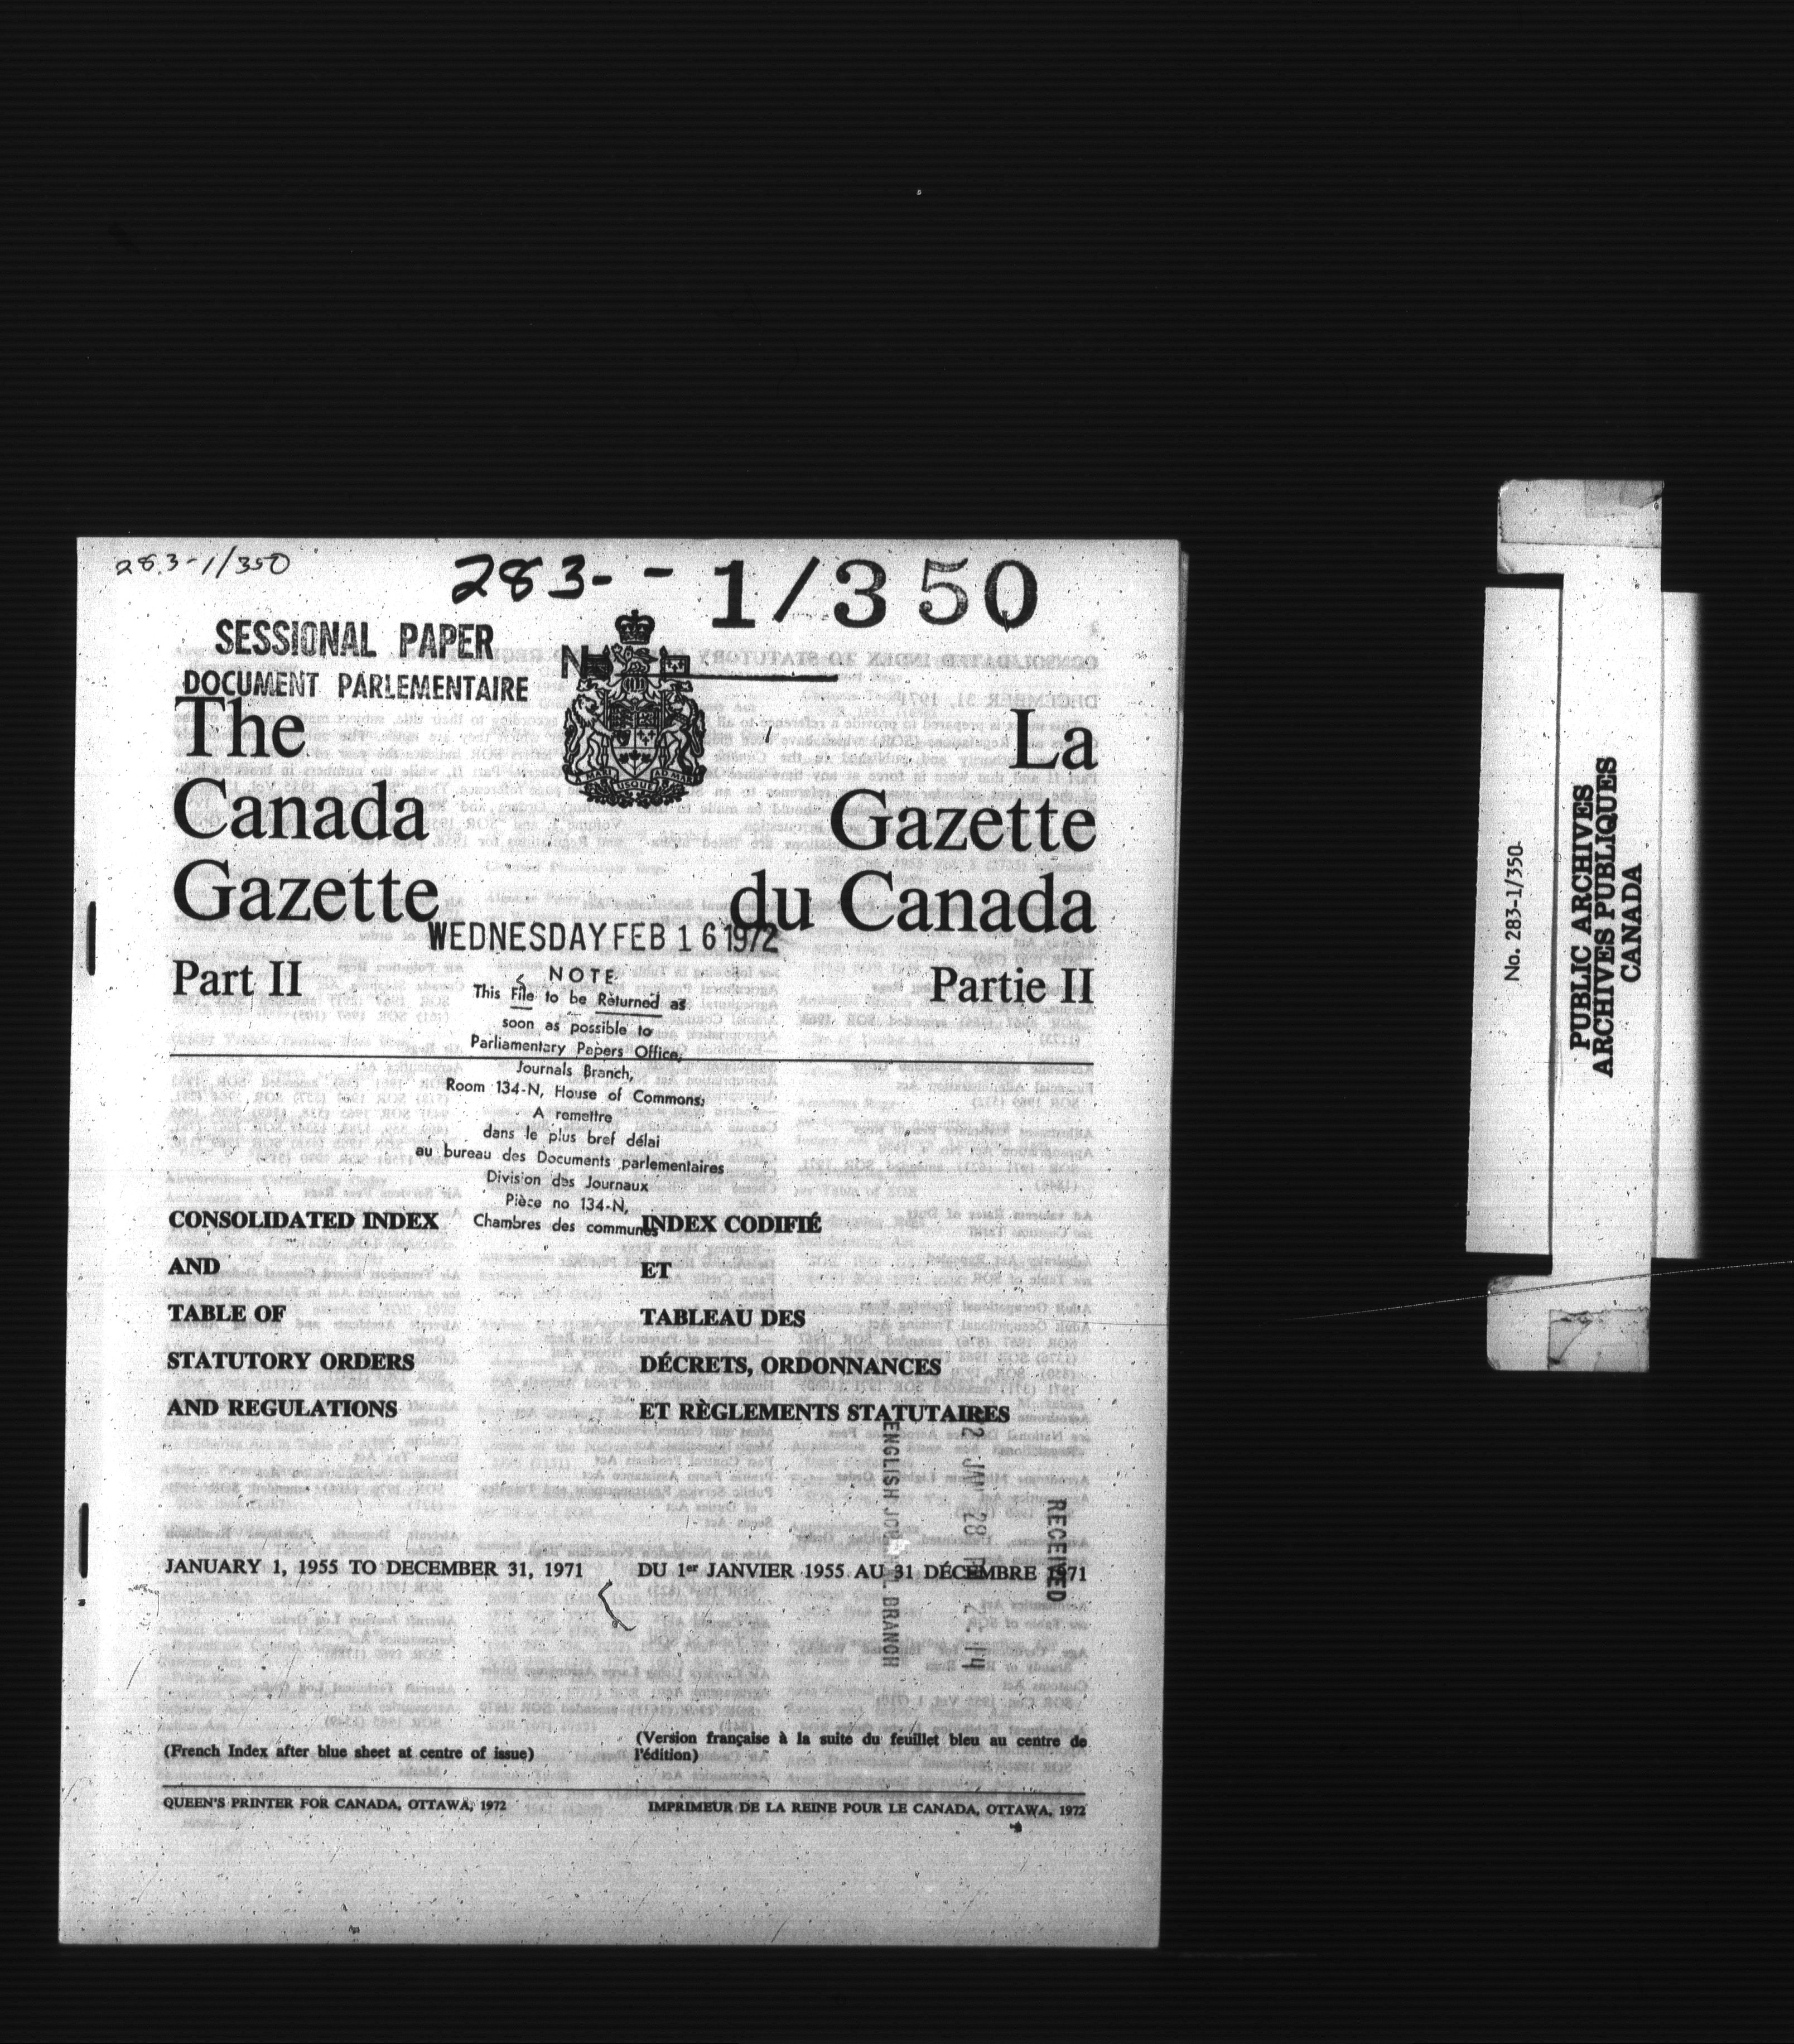 283-1/350
283- - 1/350
SESSIONAL PAPER
DOCUMENT PARLEMENTAIRE
The
Canada
Gazette
Part II
A MARI USQUE AD MARE
La
Gazette
du Canada
Partie II
WEDNESDAY FEB 16 1972
NOTE
This File to be Returned as
soon as possible to
Parliamentary Papers Office,
Journals Branch,
Room 134-N, House of Commons;
A remettre
dans le plus bref délai
au bureau des Documents parlementaires
Division des Journaux
Pièce no 134-N,
Chambres des communes
CONSOLIDATED INDEX
AND
TABLE OF
STATUTORY ORDERS
AND REGULATIONS
INDEX CODIFIÉ
ET
TABLEAU DES
DÉCRETS, ORDONNANCES
ET RÈGLEMENTS STATUTAIRES
RECEIVED
JAN 28
ENGLISH JOURNAL BRANCH
JANUARY 1, 1955 TO DECEMBER 31, 1971
DU 1er JANVIER 1955 AU 31 DÉCEMBRE 1971
(French Index after blue sheet at centre of issue)
(Version française à la suite du feuillet bleu au centre de
l'édition)
QUEEN'S PRINTER FOR CANADA, OTTAWA, 1972
IMPRIMEUR DE LA REINE POUR LE CANADA, OTTAWA, 1972
No. 283-1/350
PUBLIC ARCHIVES
ARCHIVES PUBLIQUES
CANADA